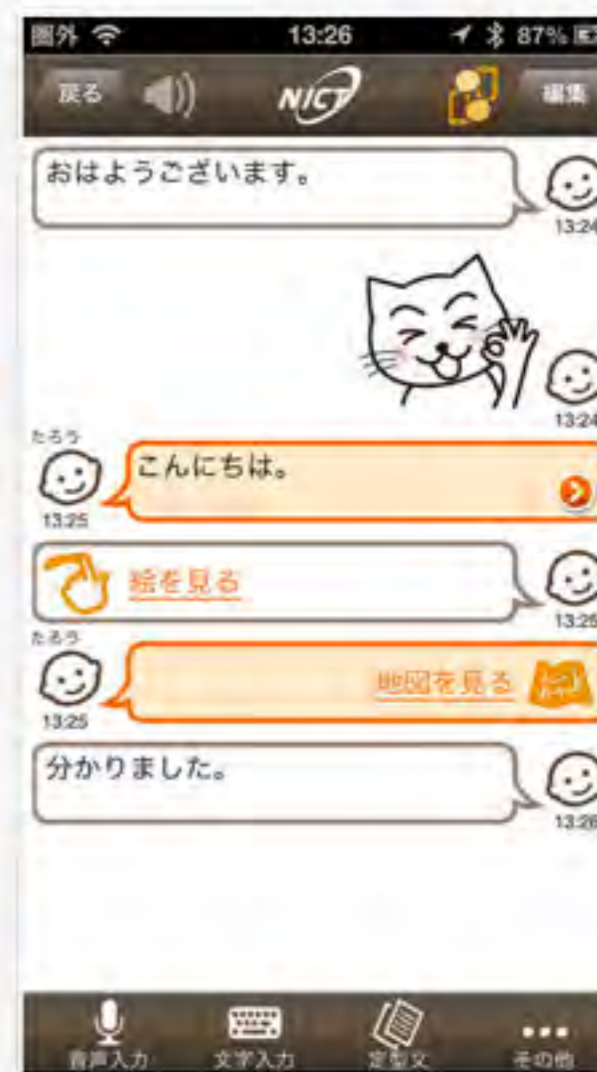 圏外 13:26 87%
戻る NICT 編集
おはようございます。
13:24
13:24
たろう
こんにちは。
13:25
絵を見る
13:25
たろう
地図を見る
13:25
分かりました。
13:26
音声入力 文字入力 定型文 その他